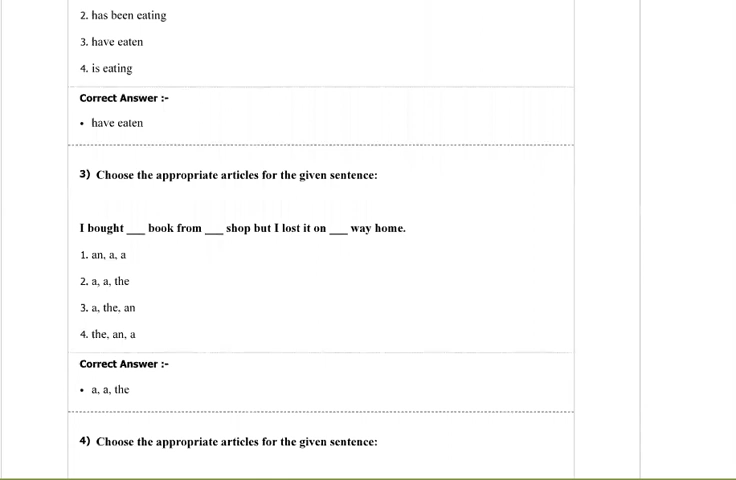 2. has been eating
3. have eaten
4. is eating
Correct Answer :-
• have eaten
3) Choose the appropriate articles for the given sentence:
I bought ___ book from ___ shop but I lost it on ___ way home.
1. an, a, a
2. a, a, the
3. a, the, an
4. the, an, a
Correct Answer :-
• a, a, the
4) Choose the appropriate articles for the given sentence: